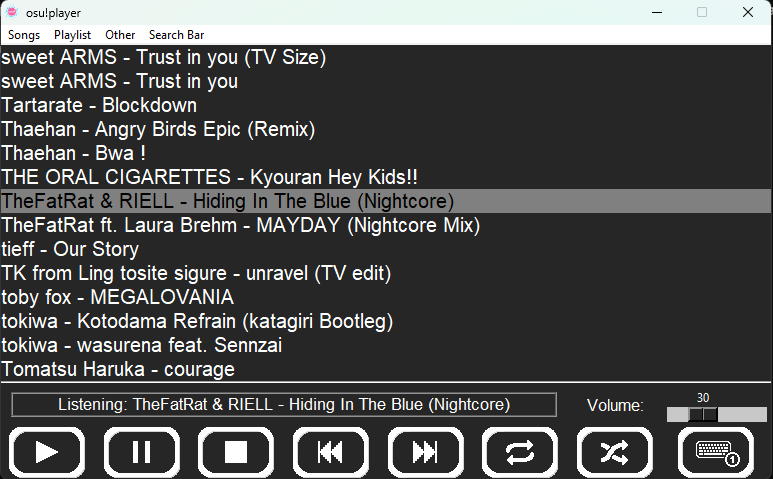 osu!player
Songs Playlist Other Search Bar
sweet ARMS - Trust in you (TV Size)
sweet ARMS - Trust in you
Tartarate - Blockdown
Thaehan - Angry Birds Epic (Remix)
Thaehan - Bwa !
THE ORAL CIGARETTES - Kyouran Hey Kids!!
TheFatRat & RIELL - Hiding In The Blue (Nightcore)
TheFatRat ft. Laura Brehm - MAYDAY (Nightcore Mix)
tieff - Our Story
TK from Ling tosite sigure - unravel (TV edit)
toby fox - MEGALOVANIA
tokiwa - Kotodama Refrain (katagiri Bootleg)
tokiwa - wasurena feat. Sennzai
Tomatsu Haruka - courage
Listening: TheFatRat & RIELL - Hiding In The Blue (Nightcore)
Volume:
30
1